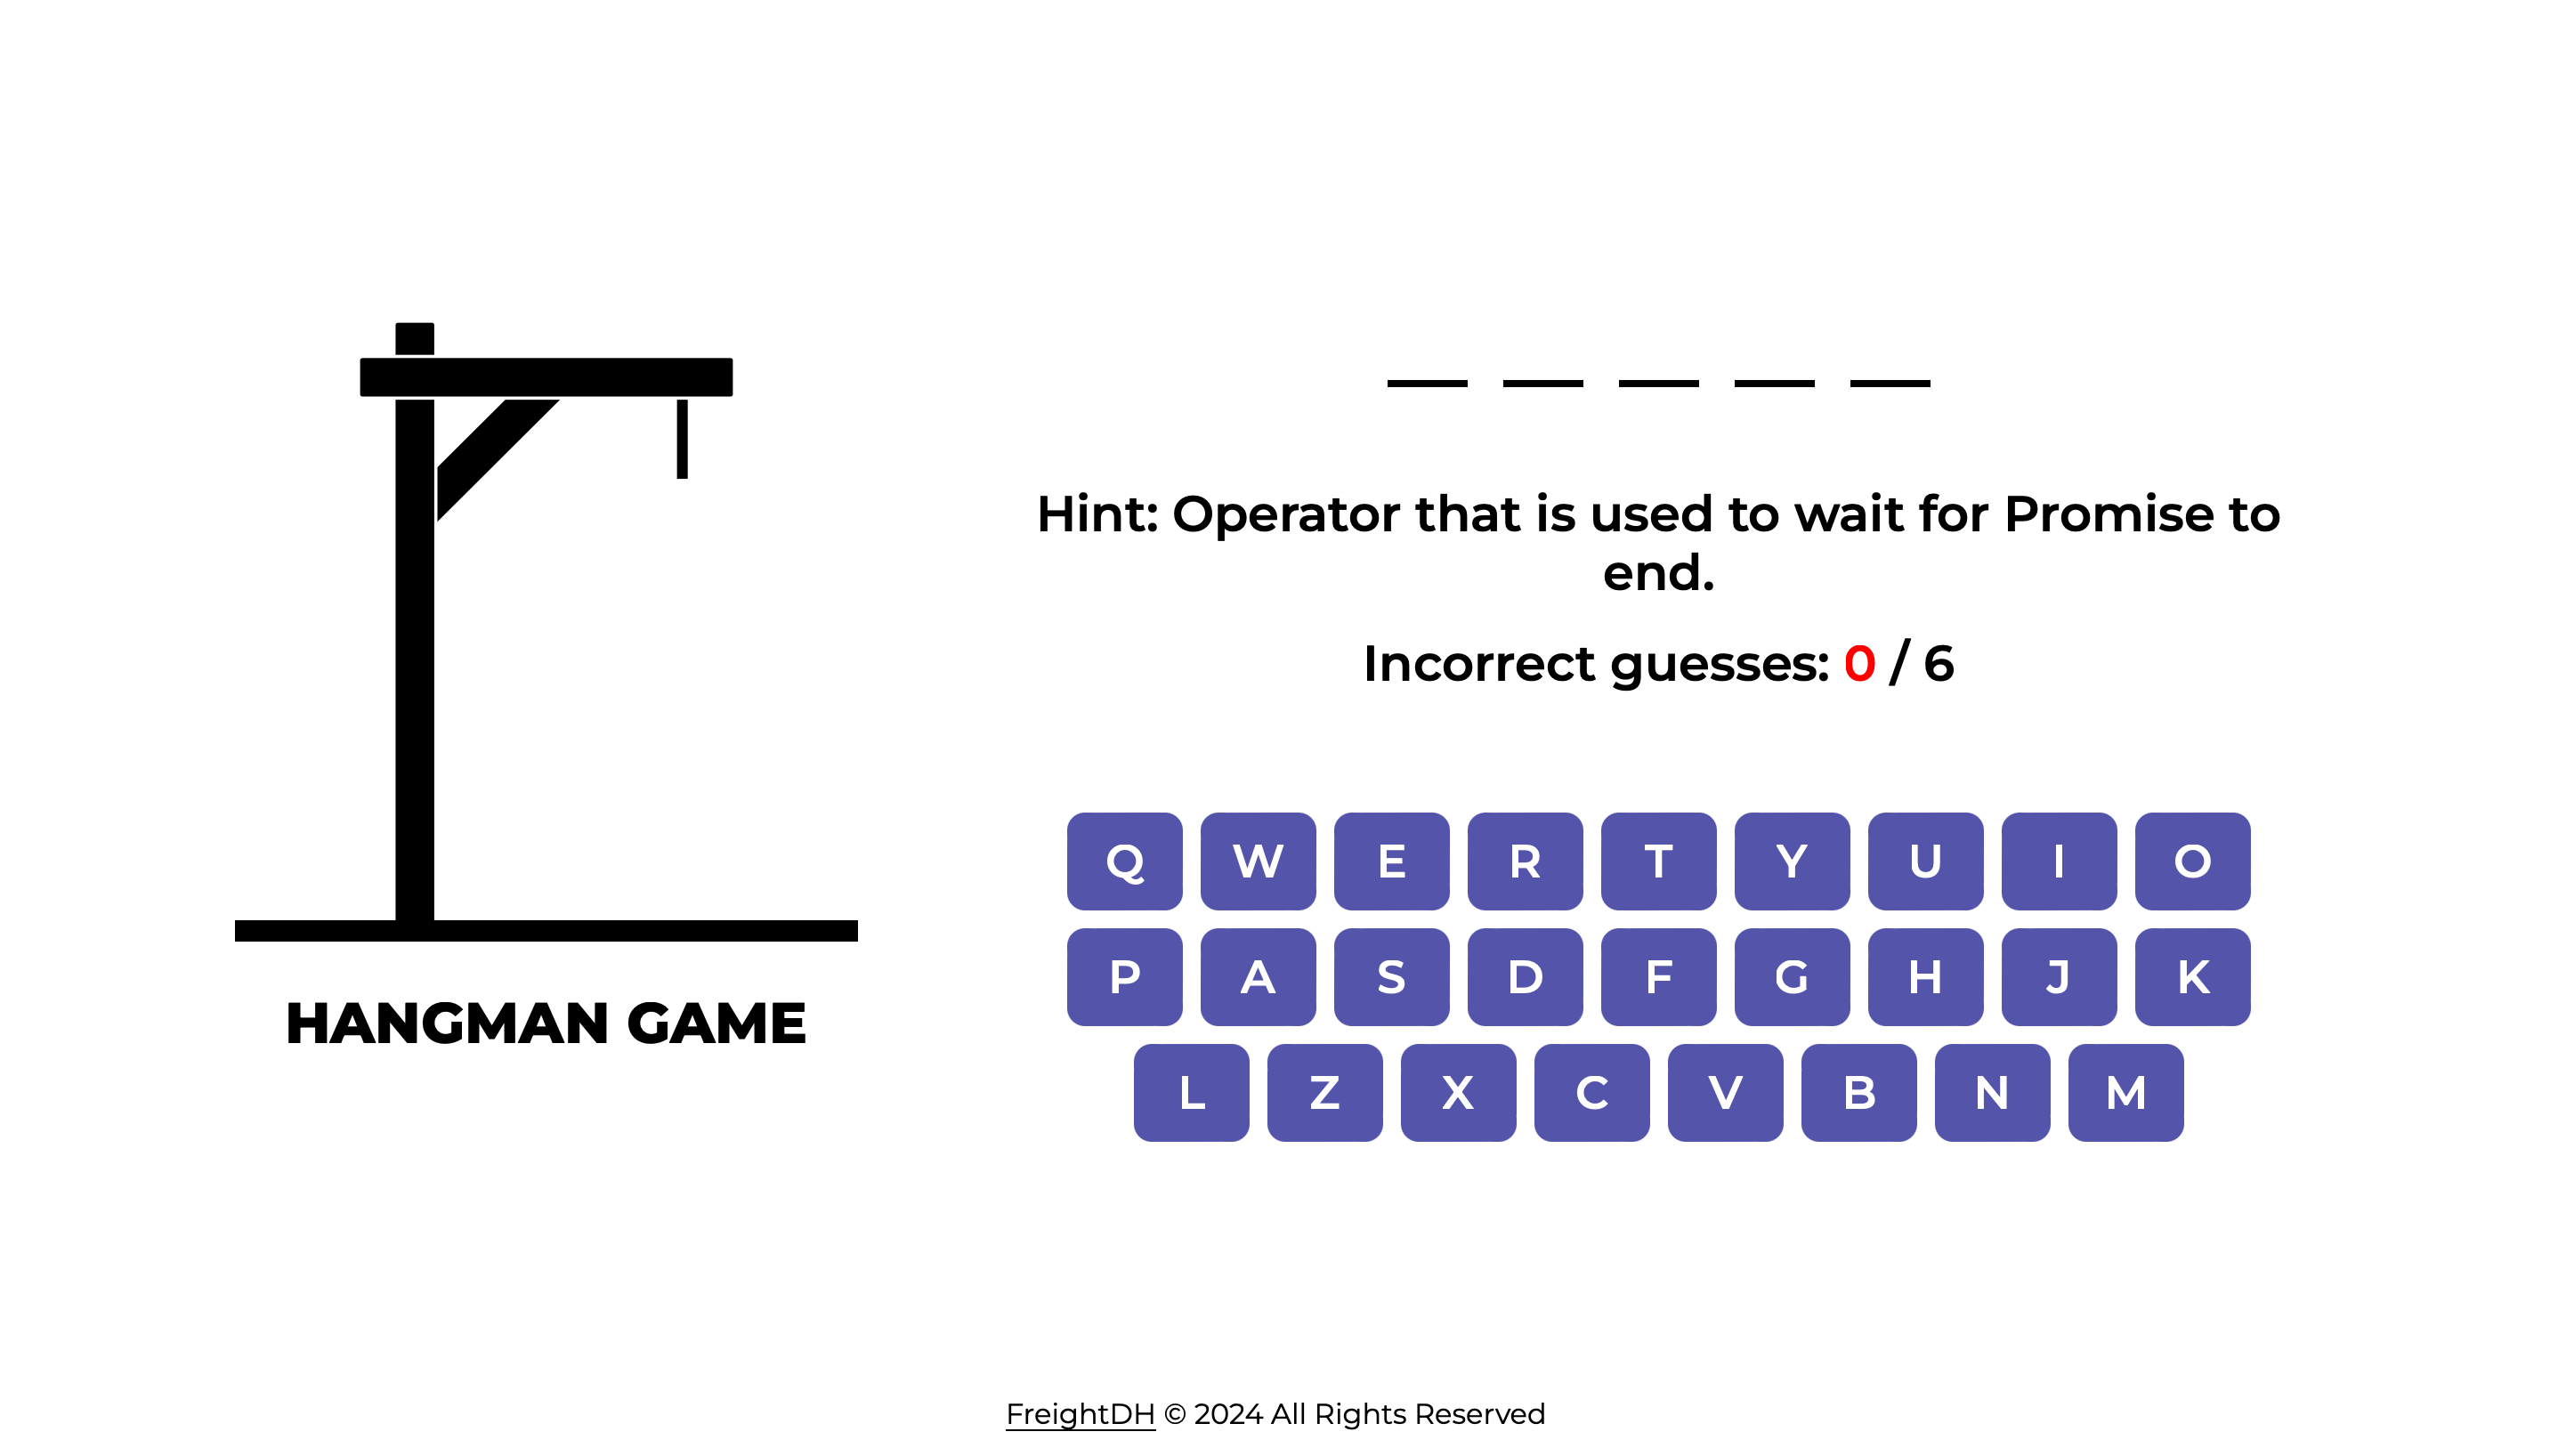 Hint: Operator that is used to wait for Promise to
end.
Incorrect guesses: 0 / 6
Q W E R T Y U I O
P A S D F G H J K
L Z X C V B N M
HANGMAN GAME
FreightDH © 2024 All Rights Reserved